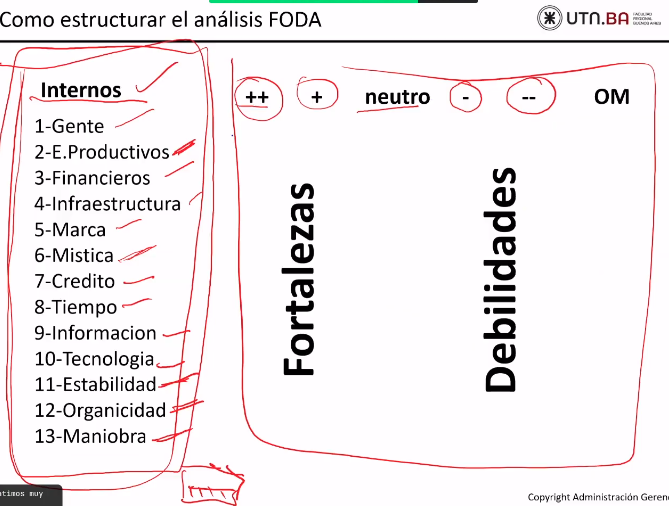 Como estructurar el análisis FODA
UTN.BA FACULTAD REGIONAL BUENOS AIRES
Internos
++ + neutro - -- OM
1-Gente
2-E.Productivos
3-Financieros
4-Infraestructura
5-Marca
6-Mistica
7-Credito
8-Tiempo
9-Informacion
10-Tecnologia
11-Estabilidad
12-Organicidad
13-Maniobra
Fortalezas
Debilidades
muy
Copyright Administración Geren